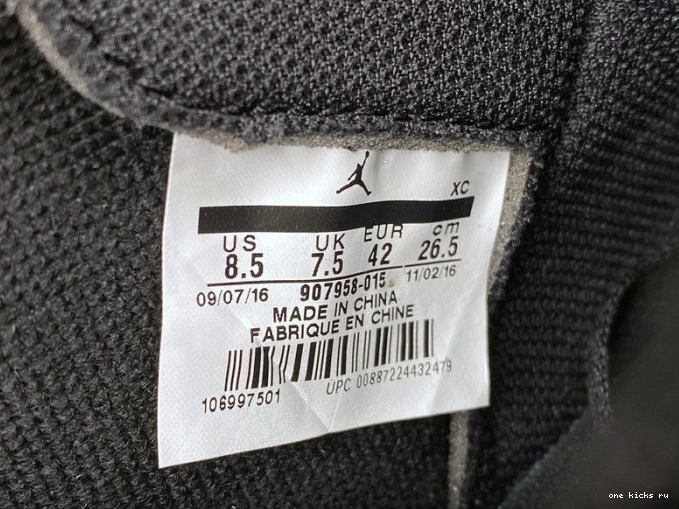 XC
US UK EUR cm
8.5 7.5 42 26.5
09/07/16 907958-015 11/02/16
MADE IN CHINA
FABRIQUE EN CHINE
106997501 UPC 00887224432479
one kicks ru